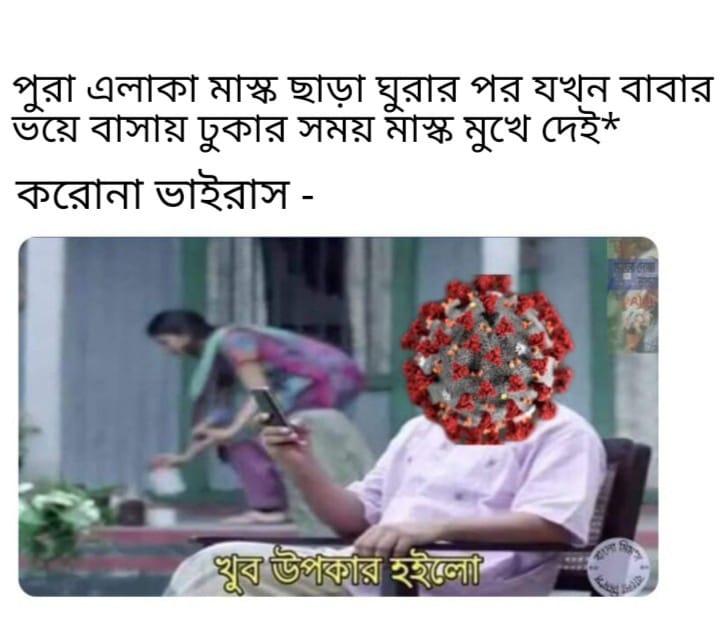 পুরা এলাকা মাস্ক ছাড়া ঘুরার পর যখন বাবার
ভয়ে বাসায় ঢুকার সময় মাস্ক মুখে দেই*
করোনা ভাইরাস -
খুব উপকার হইলো